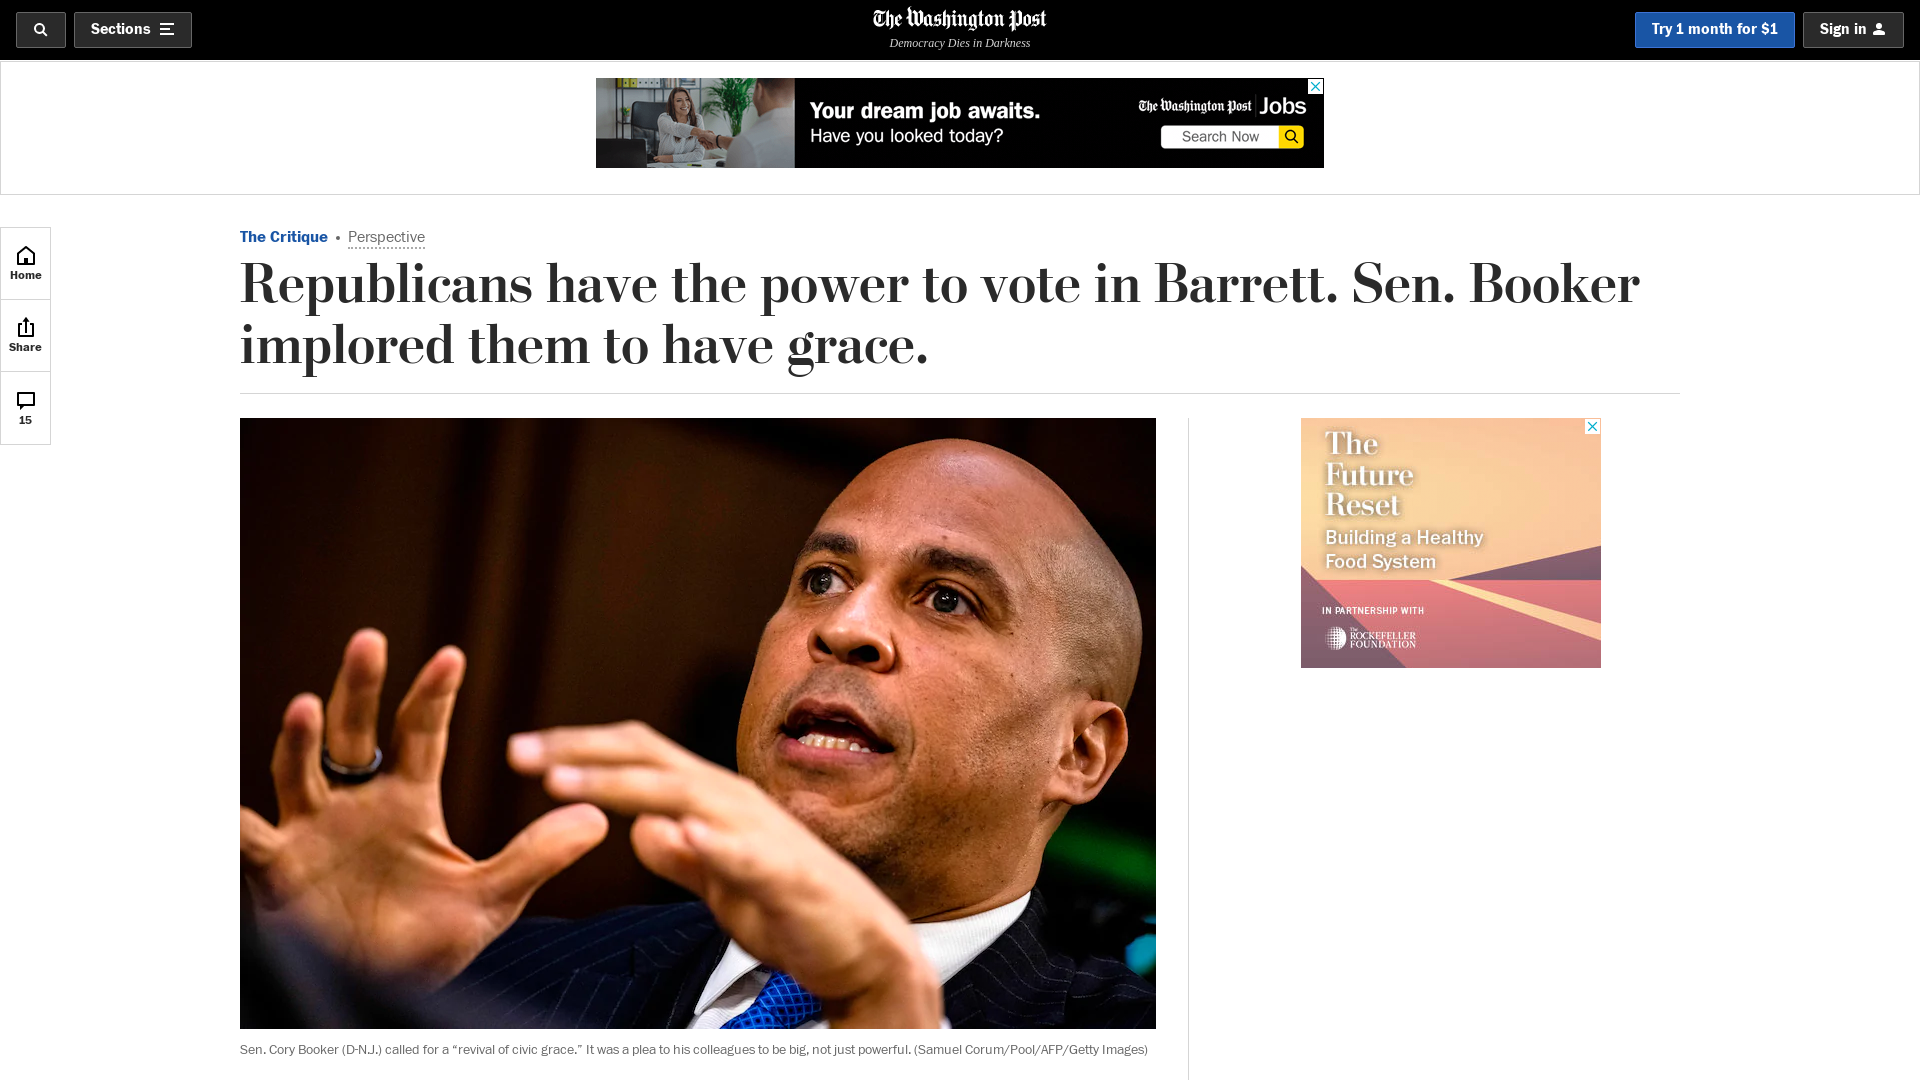 Sections
The Washington Post
Democracy Dies in Darkness
Try 1 month for $1
Sign in
Your dream job awaits.
Have you looked today?
The Washington Post Jobs
Search Now
Home
Share
15
The Critique • Perspective
Republicans have the power to vote in Barrett. Sen. Booker
implored them to have grace.
The
Future
Reset
Building a Healthy
Food System
IN PARTNERSHIP WITH
The
ROCKEFELLER
FOUNDATION
Sen. Cory Booker (D-N.J.) called for a “revival of civic grace.” It was a plea to his colleagues to be big, not just powerful. (Samuel Corum/Pool/AFP/Getty Images)